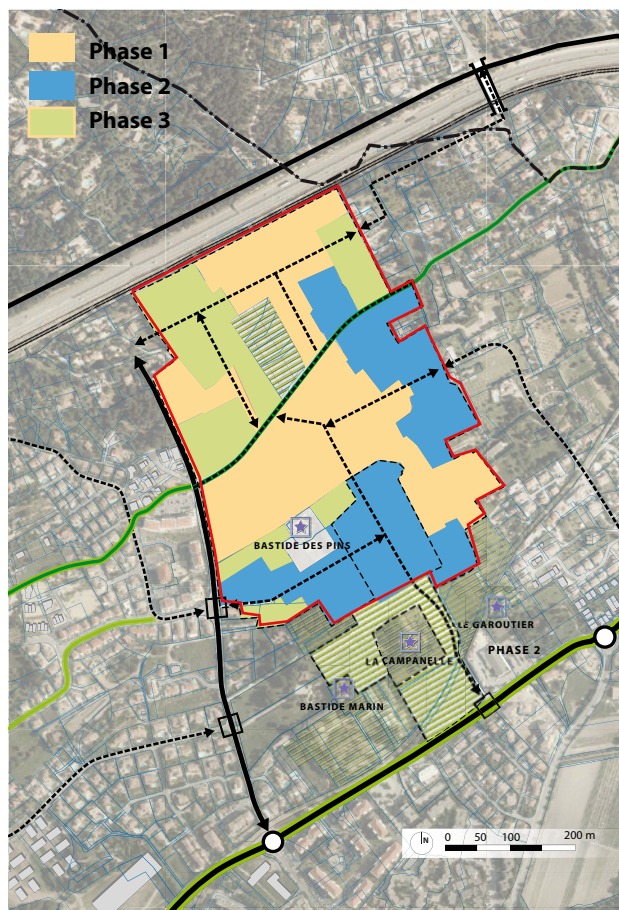 Phase 1
Phase 2
Phase 3
BASTIDE DES PINS
LE GAROUTIER
PHASE 2
LA CAMPANELLE
BASTIDE MARIN
N
0 50 100 200 m